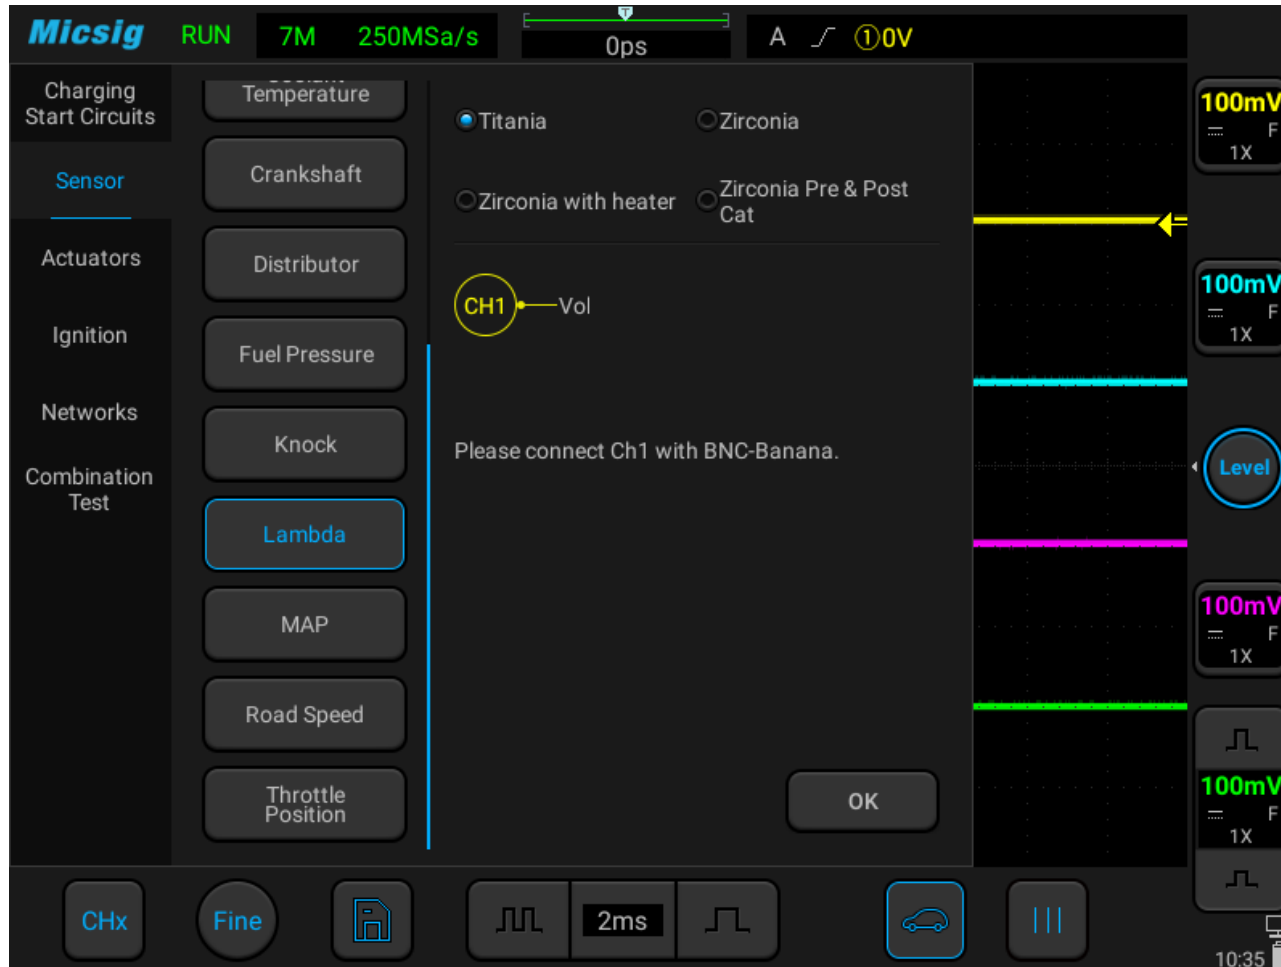 Micsig
RUN 7M 250MSa/s
T
0ps
A ①0V
Charging
Start Circuits
Sensor
Actuators
Ignition
Networks
Combination
Test
Temperature
Crankshaft
Distributor
Fuel Pressure
Knock
Lambda
MAP
Road Speed
Throttle
Position
Titania
Zirconia
Zirconia with heater
Zirconia Pre & Post
Cat
CH1 Vol
Please connect Ch1 with BNC-Banana.
OK
100mV
F
1X
100mV
F
1X
Level
100mV
F
1X
100mV
F
1X
CHx
Fine
2ms
10:35